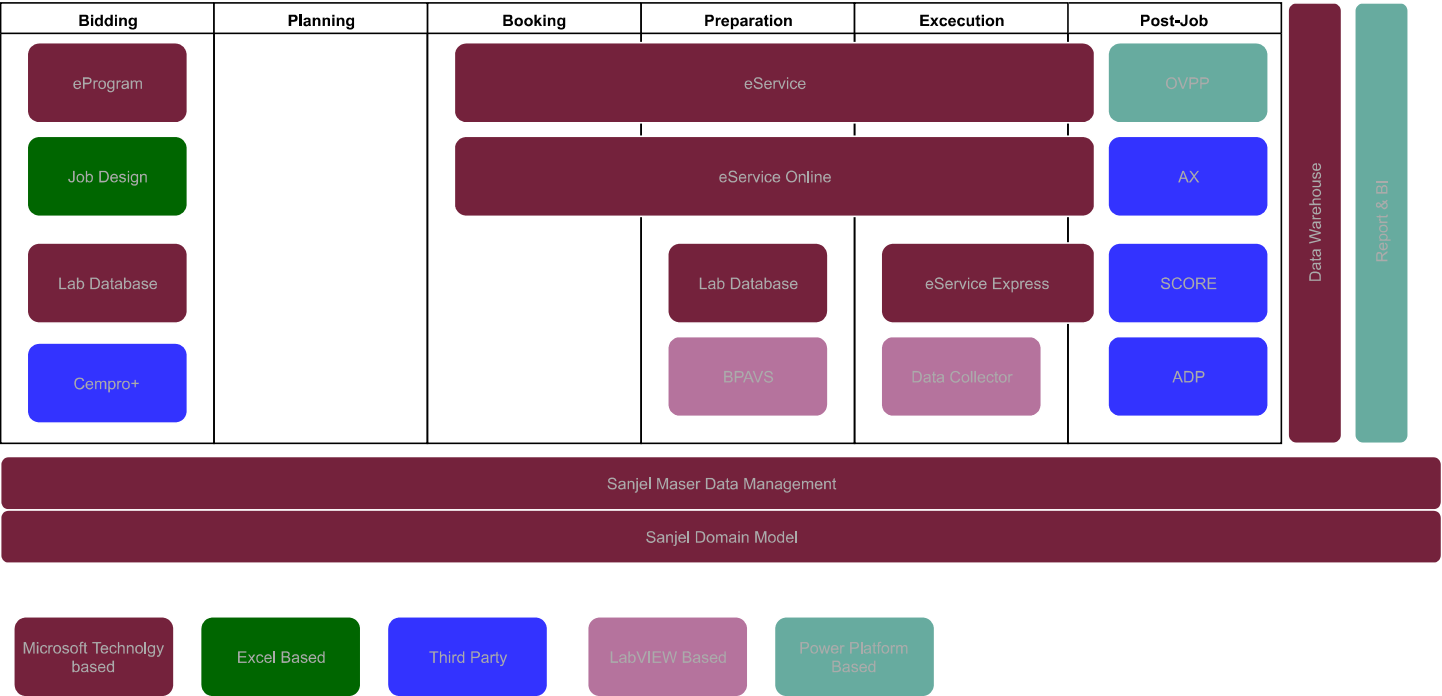 Bidding
Planning
Booking
Preparation
Excecution
Post-Job
eProgram
eService
OVPP
Job Design
eService Online
AX
Lab Database
Lab Database
eService Express
SCORE
Cempro+
BPAVS
Data Collector
ADP
Data Warehouse
Report & BI
Sanjel Maser Data Management
Sanjel Domain Model
Microsoft Technolgy
based
Excel Based
Third Party
LabVIEW Based
Power Platform
Based